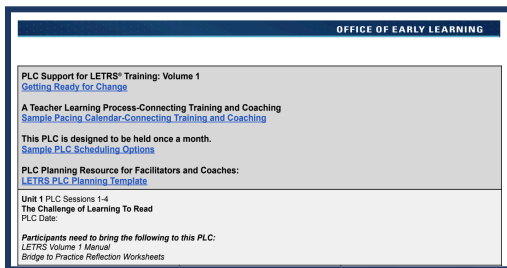 OFFICE OF EARLY LEARNING
PLC Support for LETRS® Training: Volume 1
Getting Ready for Change
A Teacher Learning Process-Connecting Training and Coaching
Sample Pacing Calendar-Connecting Training and Coaching
This PLC is designed to be held once a month.
Sample PLC Scheduling Options
PLC Planning Resource for Facilitators and Coaches:
LETRS PLC Planning Template
Unit 1 PLC Sessions 1-4
The Challenge of Learning To Read
PLC Date:
Participants need to bring the following to this PLC:
LETRS Volume 1 Manual
Bridge to Practice Reflection Worksheets